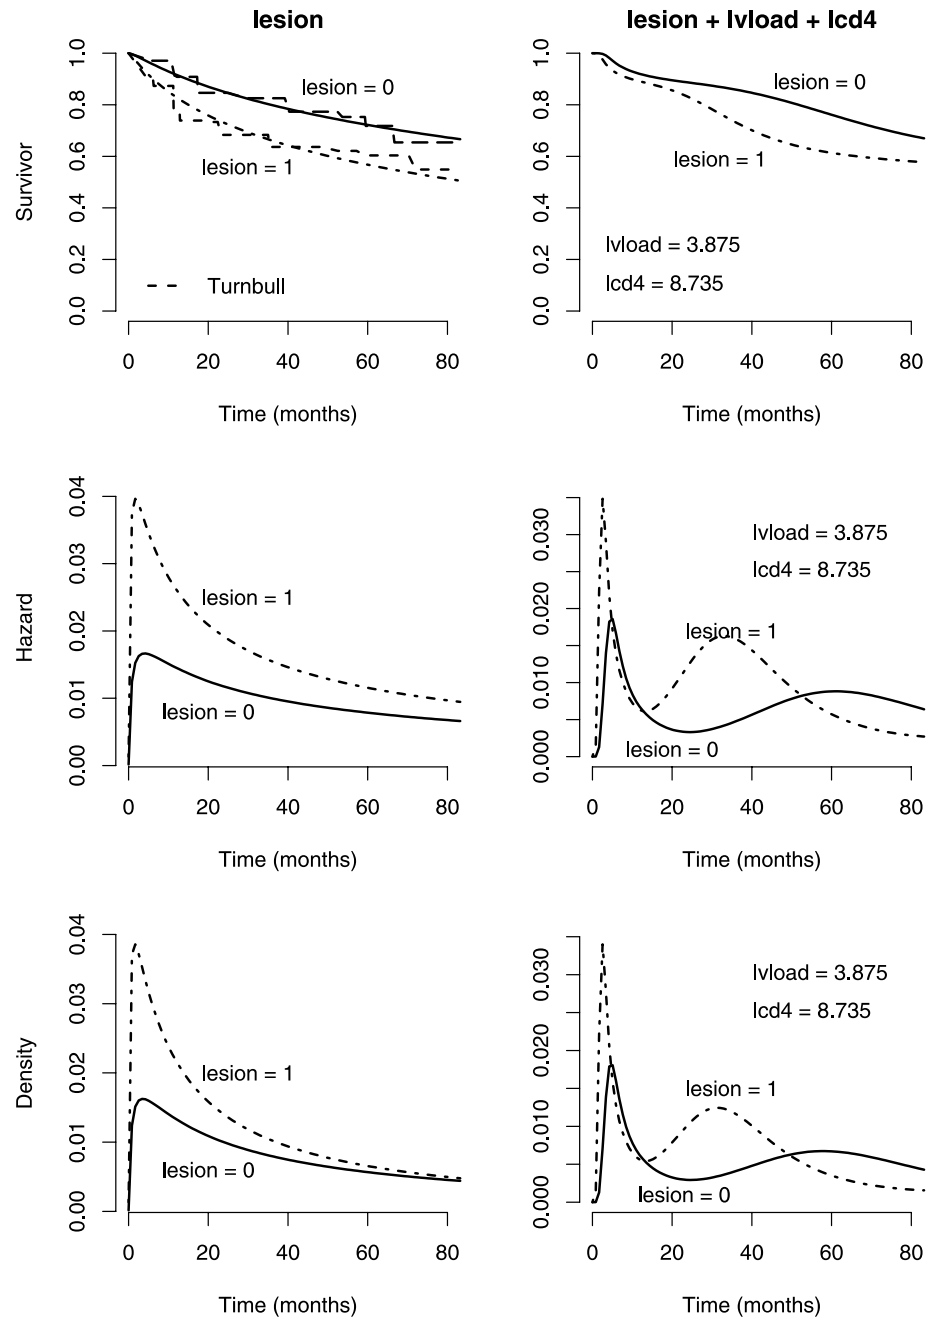 lesion
lesion + lvload + lcd4
Survivor
0.0 0.2 0.4 0.6 0.8 1.0
lesion = 0
lesion = 1
Turnbull
0 20 40 60 80
Time (months)
0.0 0.2 0.4 0.6 0.8 1.0
lesion = 0
lesion = 1
lvload = 3.875
lcd4 = 8.735
0 20 40 60 80
Time (months)
Hazard
0.00 0.01 0.02 0.03 0.04
lesion = 1
lesion = 0
0 20 40 60 80
Time (months)
0.000 0.010 0.020 0.030
lvload = 3.875
lcd4 = 8.735
lesion = 1
lesion = 0
0 20 40 60 80
Time (months)
Density
0.00 0.01 0.02 0.03 0.04
lesion = 1
lesion = 0
0 20 40 60 80
Time (months)
0.000 0.010 0.020 0.030
lvload = 3.875
lcd4 = 8.735
lesion = 1
lesion = 0
0 20 40 60 80
Time (months)